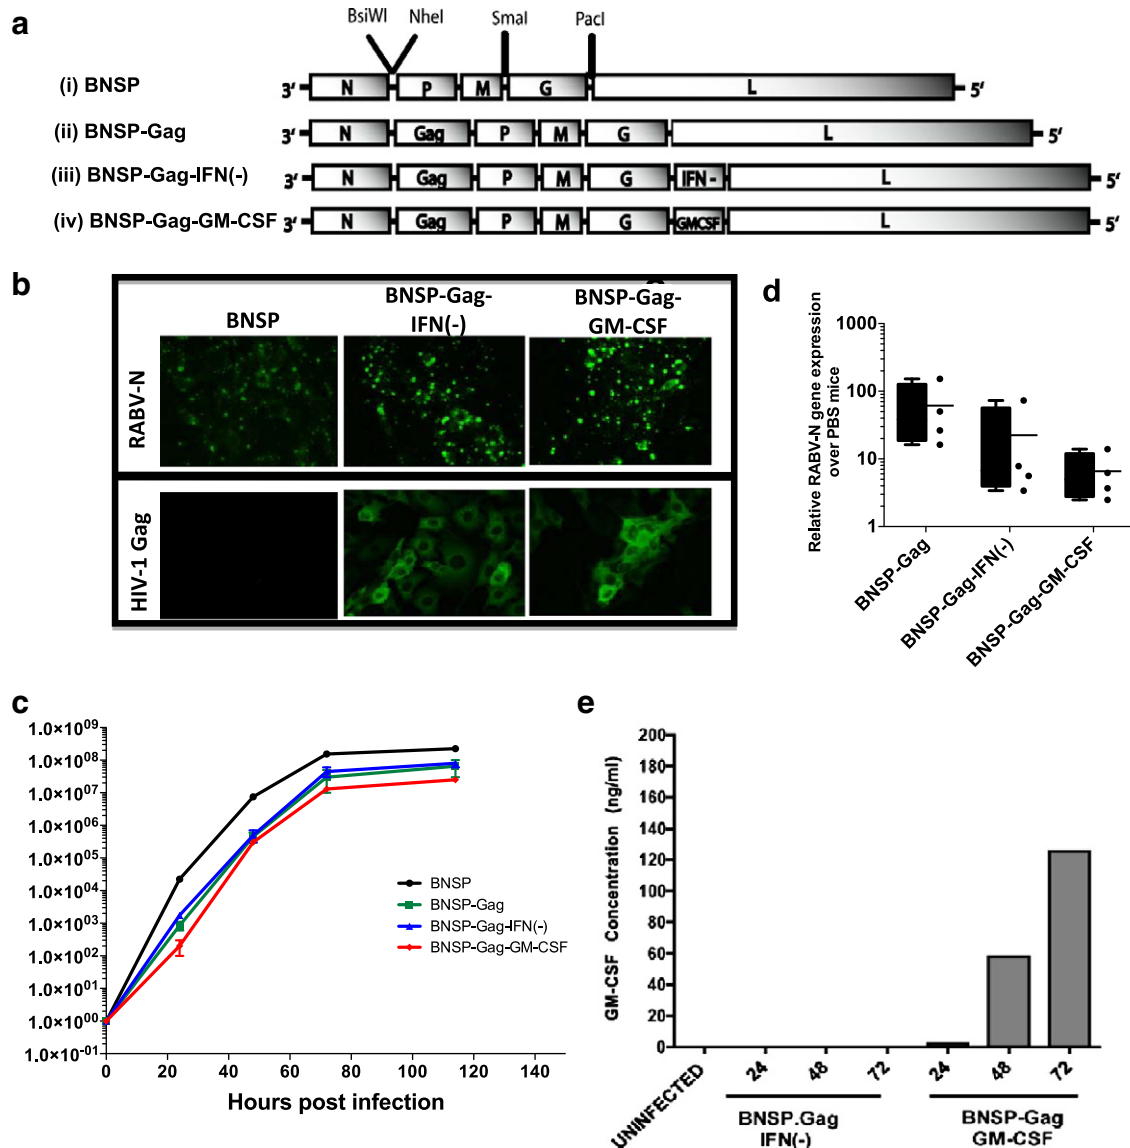 a
BsiWI NheI SmaI PacI
(i) BNSP 3' N P M G L 5'
(ii) BNSP-Gag 3' N Gag P M G L 5'
(iii) BNSP-Gag-IFN(-) 3' N Gag P M G IFN - L 5'
(iv) BNSP-Gag-GM-CSF 3' N Gag P M G GMCSF L 5'
b
BNSP
BNSP-Gag-
IFN(-)
BNSP-Gag-
GM-CSF
RABV-N
HIV-1 Gag
d
Relative RABV-N gene expression
over PBS mice
1000
100
10
1
BNSP-Gag
BNSP-Gag-IFN(-)
BNSP-Gag-GM-CSF
c
1.0×10⁰⁹
1.0×10⁰⁸
1.0×10⁰⁷
1.0×10⁰⁶
1.0×10⁰⁵
1.0×10⁰⁴
1.0×10⁰³
1.0×10⁰²
1.0×10⁰¹
1.0×10⁰⁰
1.0×10⁻⁰¹
0 20 40 60 80 100 120 140
Hours post infection
BNSP
BNSP-Gag
BNSP-Gag-IFN(-)
BNSP-Gag-GM-CSF
e
GM-CSF Concentration (ng/ml)
200
180
160
140
120
100
80
60
40
20
0
UNINFECTED 24 48 72 24 48 72
BNSP.Gag
IFN(-)
BNSP-Gag
GM-CSF